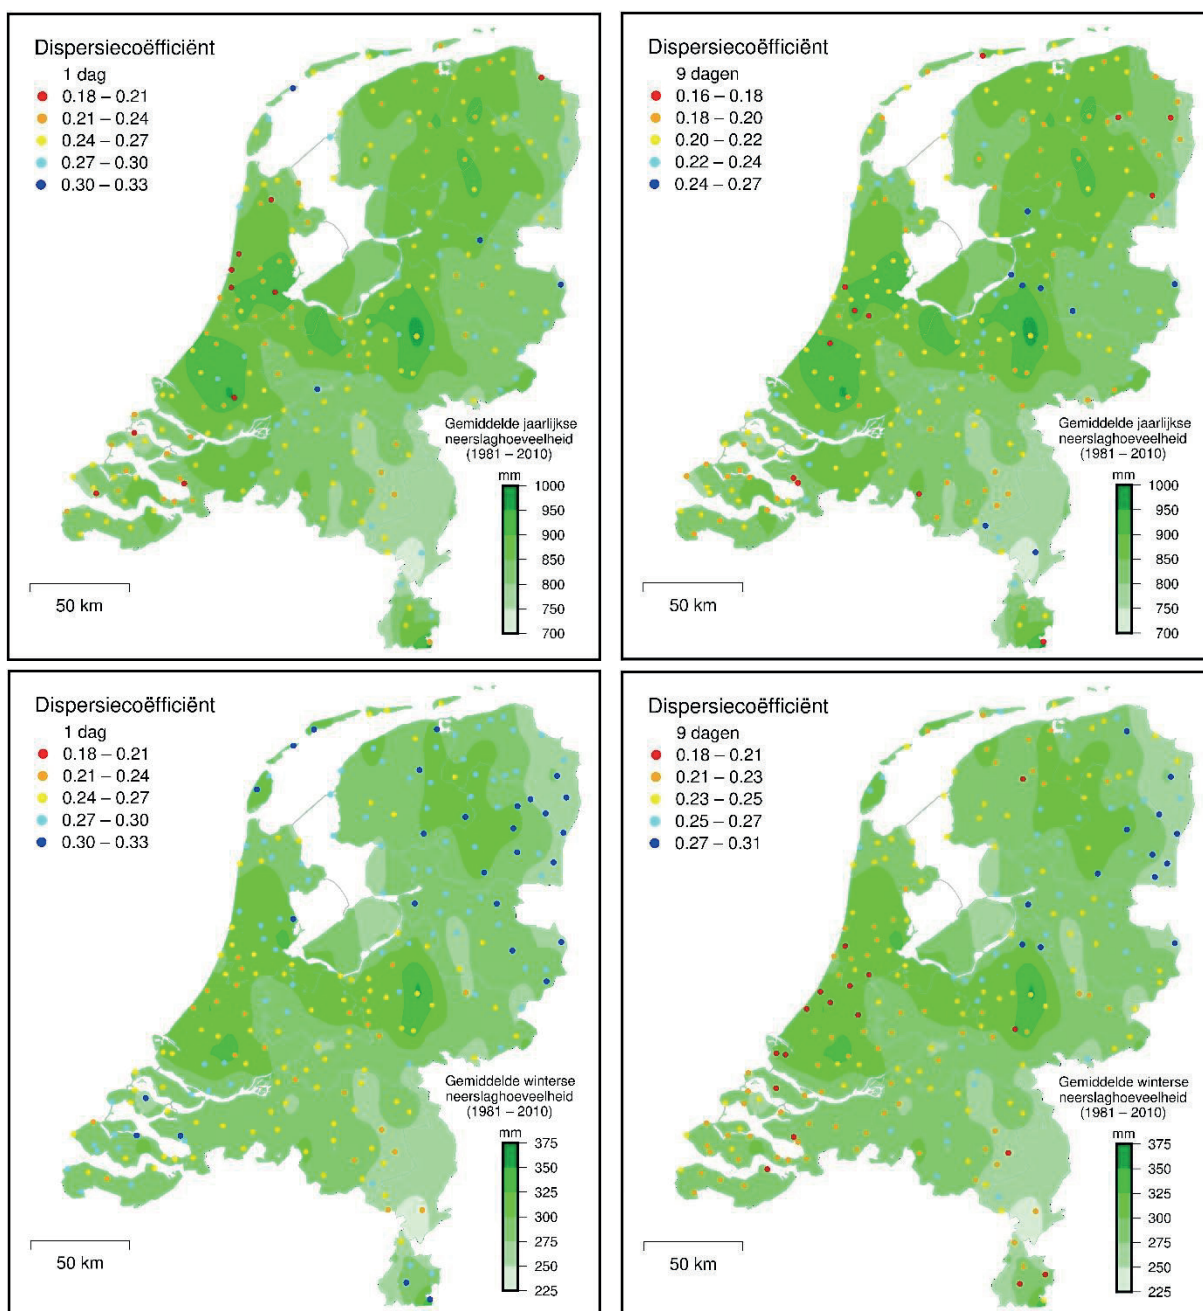 Dispersiecoëfficiënt
1 dag
0.18 – 0.21
0.21 – 0.24
0.24 – 0.27
0.27 – 0.30
0.30 – 0.33
Gemiddelde jaarlijkse
neerslaghoeveelheid
(1981 – 2010)
mm
1000
950
900
850
800
750
700
50 km
Dispersiecoëfficiënt
9 dagen
0.16 – 0.18
0.18 – 0.20
0.20 – 0.22
0.22 – 0.24
0.24 – 0.27
Gemiddelde jaarlijkse
neerslaghoeveelheid
(1981 – 2010)
mm
1000
950
900
850
800
750
700
50 km
Dispersiecoëfficiënt
1 dag
0.18 – 0.21
0.21 – 0.24
0.24 – 0.27
0.27 – 0.30
0.30 – 0.33
Gemiddelde winterse
neerslaghoeveelheid
(1981 – 2010)
mm
375
350
325
300
275
250
225
50 km
Dispersiecoëfficiënt
9 dagen
0.18 – 0.21
0.21 – 0.23
0.23 – 0.25
0.25 – 0.27
0.27 – 0.31
Gemiddelde winterse
neerslaghoeveelheid
(1981 – 2010)
mm
375
350
325
300
275
250
225
50 km